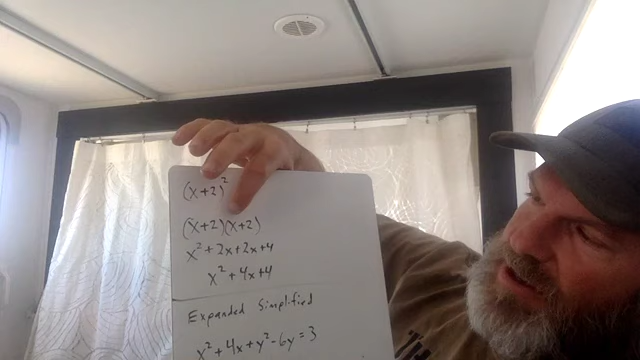 (x+2)²
(x+2)(x+2)
x²+2x+2x+4
x²+4x+4
Expanded Simplified
x²+4x+y²-6y=3